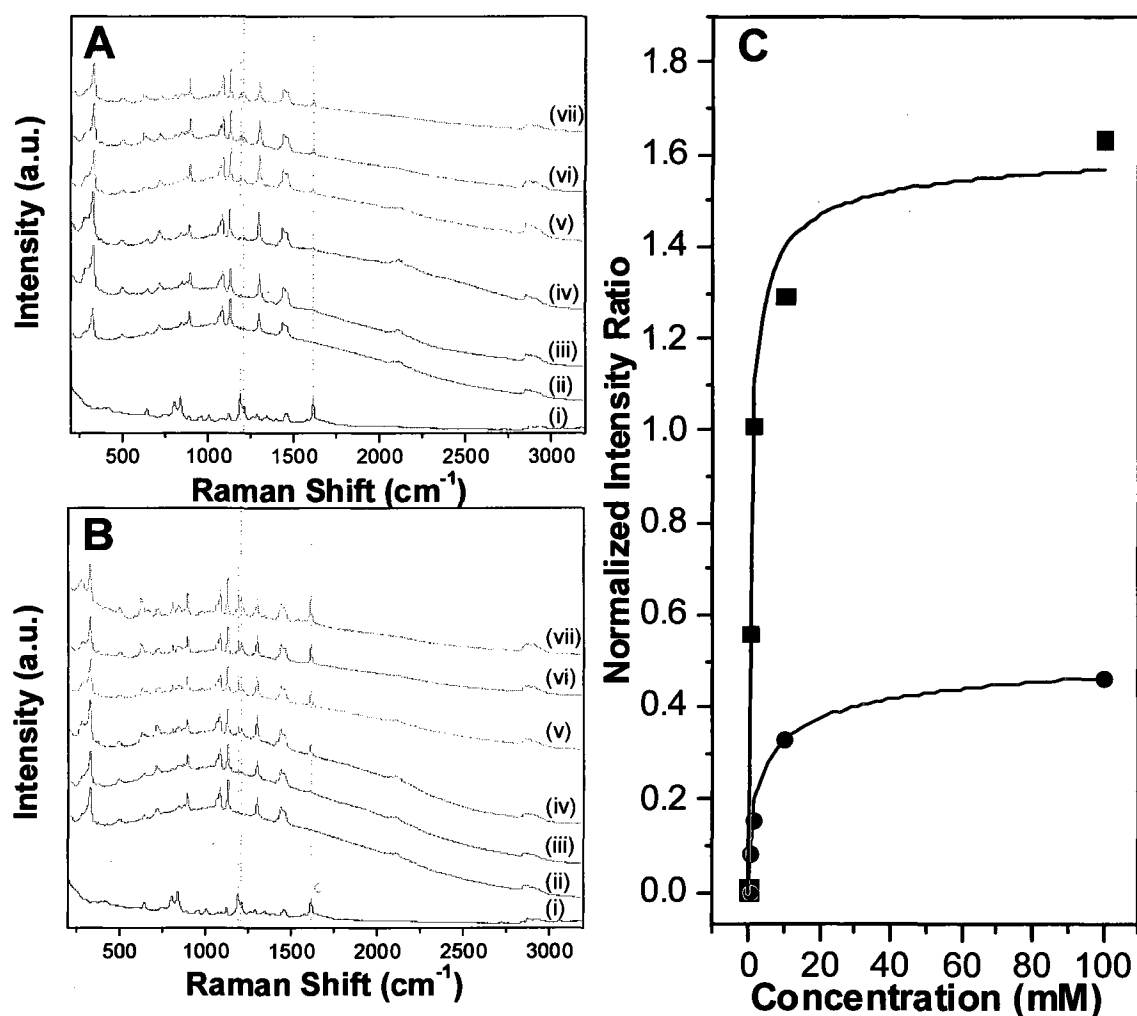 A
Intensity (a.u.)
(vii)
(vi)
(v)
(iv)
(iii)
(ii)
(i)
500 1000 1500 2000 2500 3000
Raman Shift (cm-1)
B
Intensity (a.u.)
(vii)
(vi)
(v)
(iv)
(iii)
(ii)
(i)
500 1000 1500 2000 2500 3000
Raman Shift (cm-1)
C
Normalized Intensity Ratio
1.8
1.6
1.4
1.2
1.0
0.8
0.6
0.4
0.2
0.0
0 20 40 60 80 100
Concentration (mM)